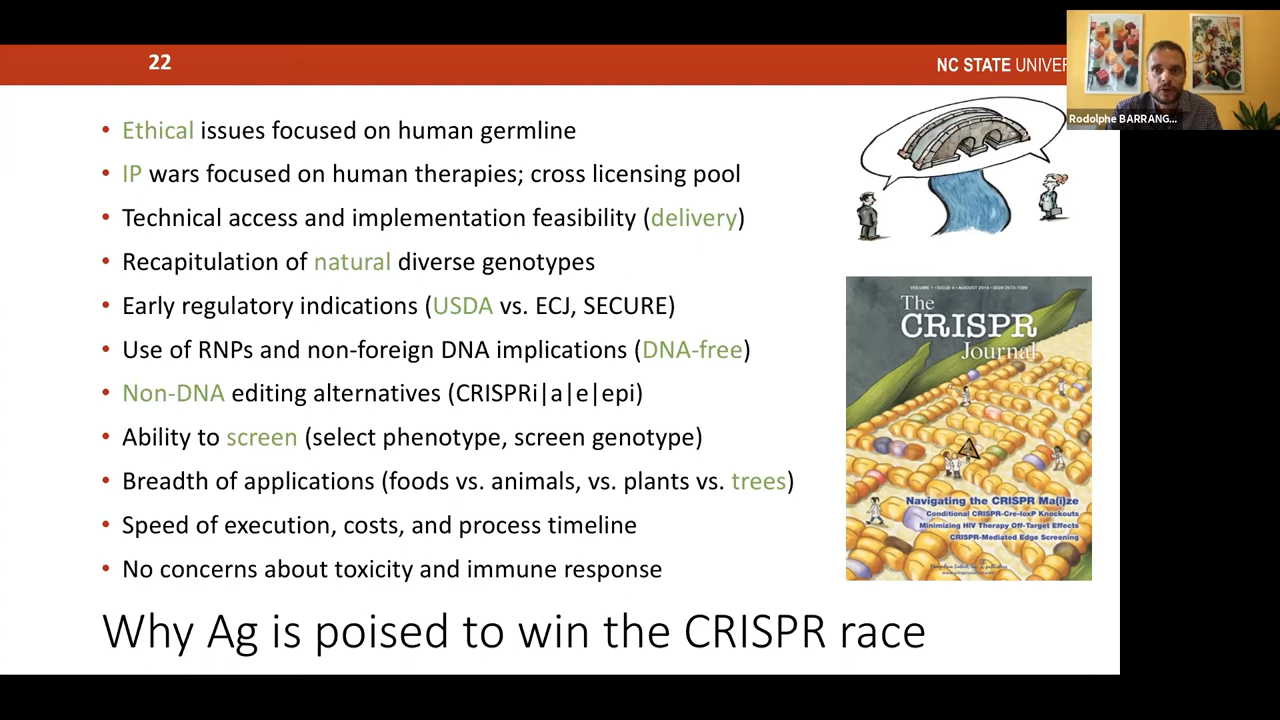 22
NC STATE UNIVER
Rodolphe BARRANG...
• Ethical issues focused on human germline
• IP wars focused on human therapies; cross licensing pool
• Technical access and implementation feasibility (delivery)
• Recapitulation of natural diverse genotypes
• Early regulatory indications (USDA vs. ECJ, SECURE)
• Use of RNPs and non-foreign DNA implications (DNA-free)
• Non-DNA editing alternatives (CRISPRi|a|e|epi)
• Ability to screen (select phenotype, screen genotype)
• Breadth of applications (foods vs. animals, vs. plants vs. trees)
• Speed of execution, costs, and process timeline
• No concerns about toxicity and immune response
The
CRISPR
Journal
Navigating the CRISPR Ma(i)ze
Conditional CRISPR-Cre-loxP Knockouts
Minimizing HIV Therapy Off-Target Effects
CRISPR-Mediated Edge Screening
Why Ag is poised to win the CRISPR race